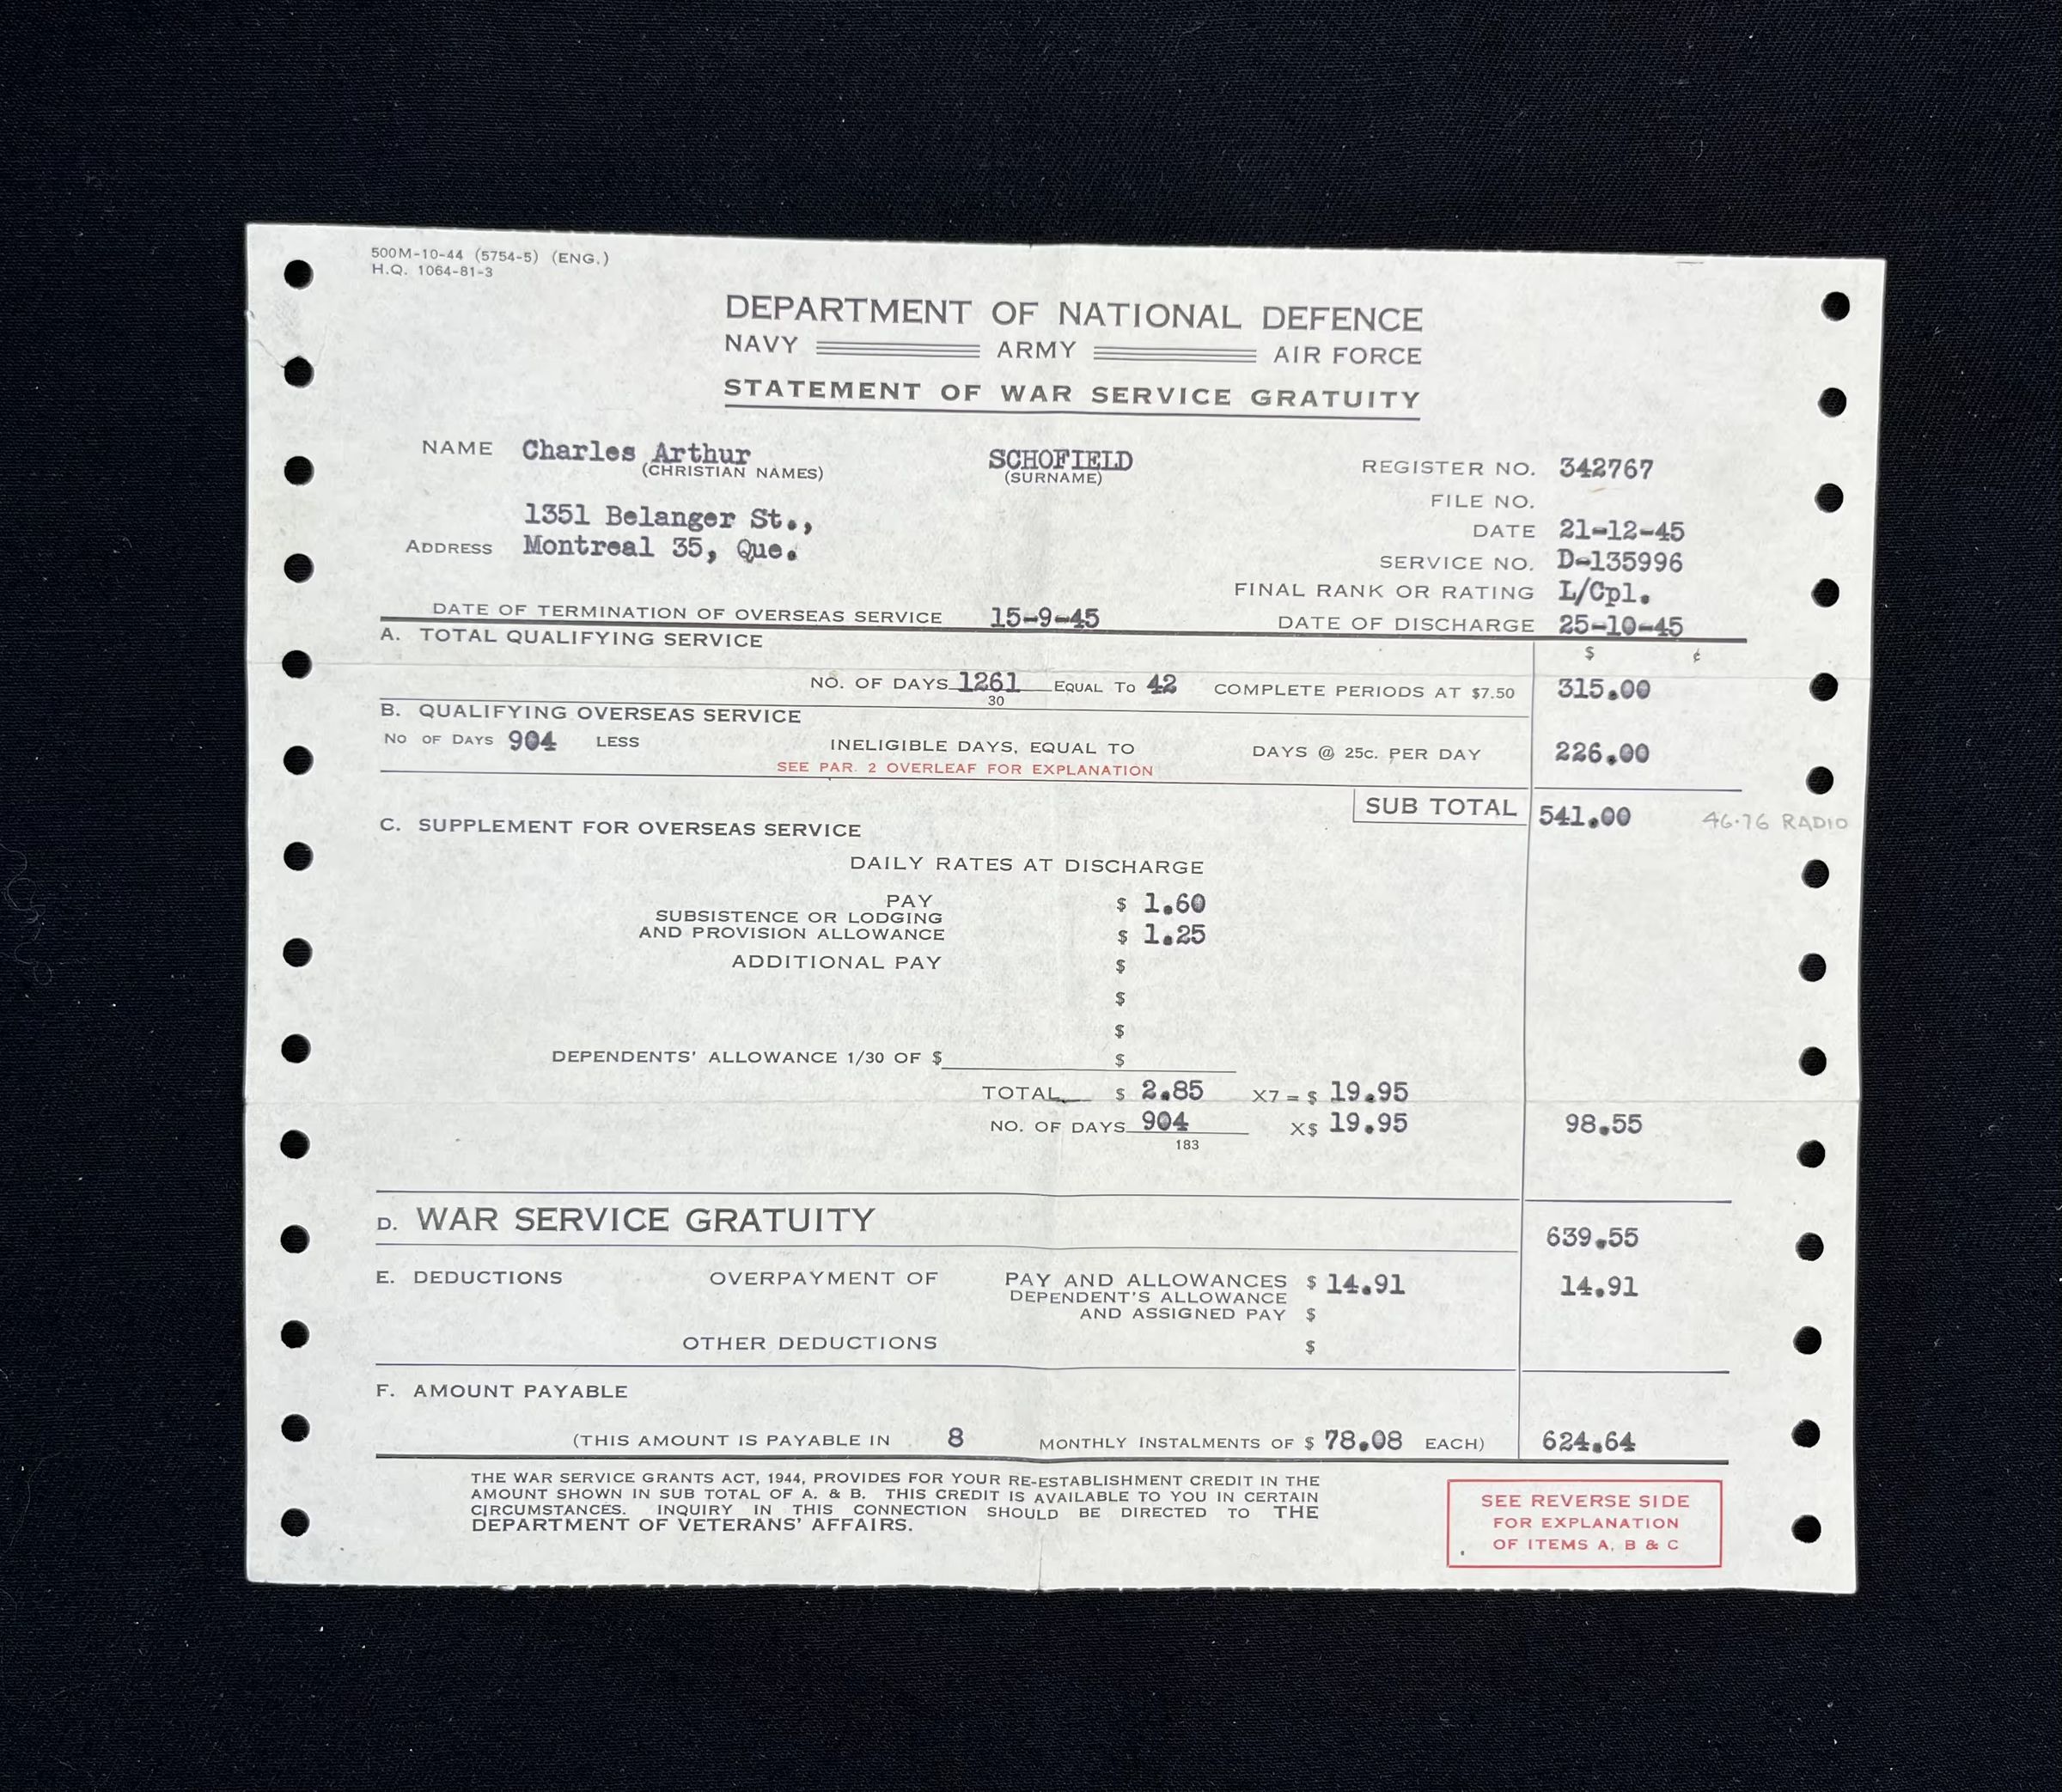 500M-10-44 (5754-5) (ENG.)
H.Q. 1064-81-3
DEPARTMENT OF NATIONAL DEFENCE
NAVY ARMY AIR FORCE
STATEMENT OF WAR SERVICE GRATUITY
NAME Charles Arthur SCHOFIELD REGISTER NO. 342767
(CHRISTIAN NAMES) (SURNAME)
FILE NO.
1351 Belanger St., DATE 21-12-45
ADDRESS Montreal 35, Que. SERVICE NO. D-135996
FINAL RANK OR RATING L/Cpl.
DATE OF TERMINATION OF OVERSEAS SERVICE 15-9-45 DATE OF DISCHARGE 25-10-45
A. TOTAL QUALIFYING SERVICE $ ¢
NO. OF DAYS 1261 EQUAL TO 42 COMPLETE PERIODS AT $7.50 315.00
30
B. QUALIFYING OVERSEAS SERVICE
NO OF DAYS 904 LESS INELIGIBLE DAYS, EQUAL TO DAYS @ 25c. PER DAY 226.00
SEE PAR. 2 OVERLEAF FOR EXPLANATION
SUB TOTAL 541.00 46.76 RADIO
C. SUPPLEMENT FOR OVERSEAS SERVICE
DAILY RATES AT DISCHARGE
PAY $ 1.60
SUBSISTENCE OR LODGING
AND PROVISION ALLOWANCE $ 1.25
ADDITIONAL PAY $
$
$
DEPENDENTS' ALLOWANCE 1/30 OF $ $
TOTAL $ 2.85 X7 = $ 19.95
NO. OF DAYS 904 X$ 19.95 98.55
183
D. WAR SERVICE GRATUITY 639.55
E. DEDUCTIONS OVERPAYMENT OF PAY AND ALLOWANCES $ 14.91 14.91
DEPENDENT'S ALLOWANCE
AND ASSIGNED PAY $
OTHER DEDUCTIONS $
F. AMOUNT PAYABLE
(THIS AMOUNT IS PAYABLE IN 8 MONTHLY INSTALMENTS OF $ 78.08 EACH) 624.64
THE WAR SERVICE GRANTS ACT, 1944, PROVIDES FOR YOUR RE-ESTABLISHMENT CREDIT IN THE
AMOUNT SHOWN IN SUB TOTAL OF A. & B. THIS CREDIT IS AVAILABLE TO YOU IN CERTAIN
CIRCUMSTANCES. INQUIRY IN THIS CONNECTION SHOULD BE DIRECTED TO THE
DEPARTMENT OF VETERANS' AFFAIRS.
SEE REVERSE SIDE
FOR EXPLANATION
OF ITEMS A, B & C